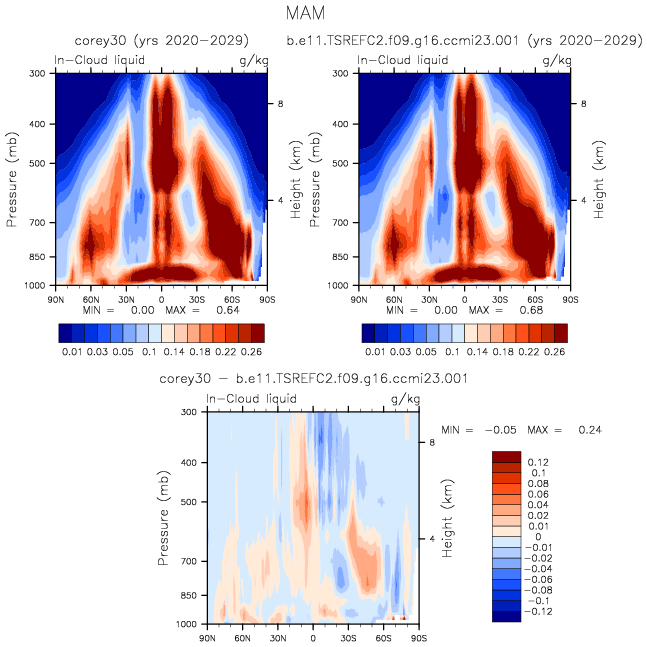 MAM
corey30 (yrs 2020-2029)
b.e11.TSREFC2.f09.g16.ccmi23.001 (yrs 2020-2029)
In-Cloud liquid g/kg
In-Cloud liquid g/kg
300 400 500 700 850 1000
Pressure (mb)
8 4
Height (km)
300 400 500 700 850 1000
Pressure (mb)
8 4
Height (km)
90N 60N 30N 0 30S 60S 90S
90N 60N 30N 0 30S 60S 90S
MIN = 0.00 MAX = 0.64
MIN = 0.00 MAX = 0.68
0.01 0.03 0.05 0.1 0.14 0.18 0.22 0.26
0.01 0.03 0.05 0.1 0.14 0.18 0.22 0.26
corey30 - b.e11.TSREFC2.f09.g16.ccmi23.001
In-Cloud liquid g/kg
300 400 500 700 850 1000
Pressure (mb)
8 4
Height (km)
90N 60N 30N 0 30S 60S 90S
MIN = -0.05 MAX = 0.24
0.12
0.1
0.08
0.06
0.04
0.02
0.01
0
-0.01
-0.02
-0.04
-0.06
-0.08
-0.1
-0.12